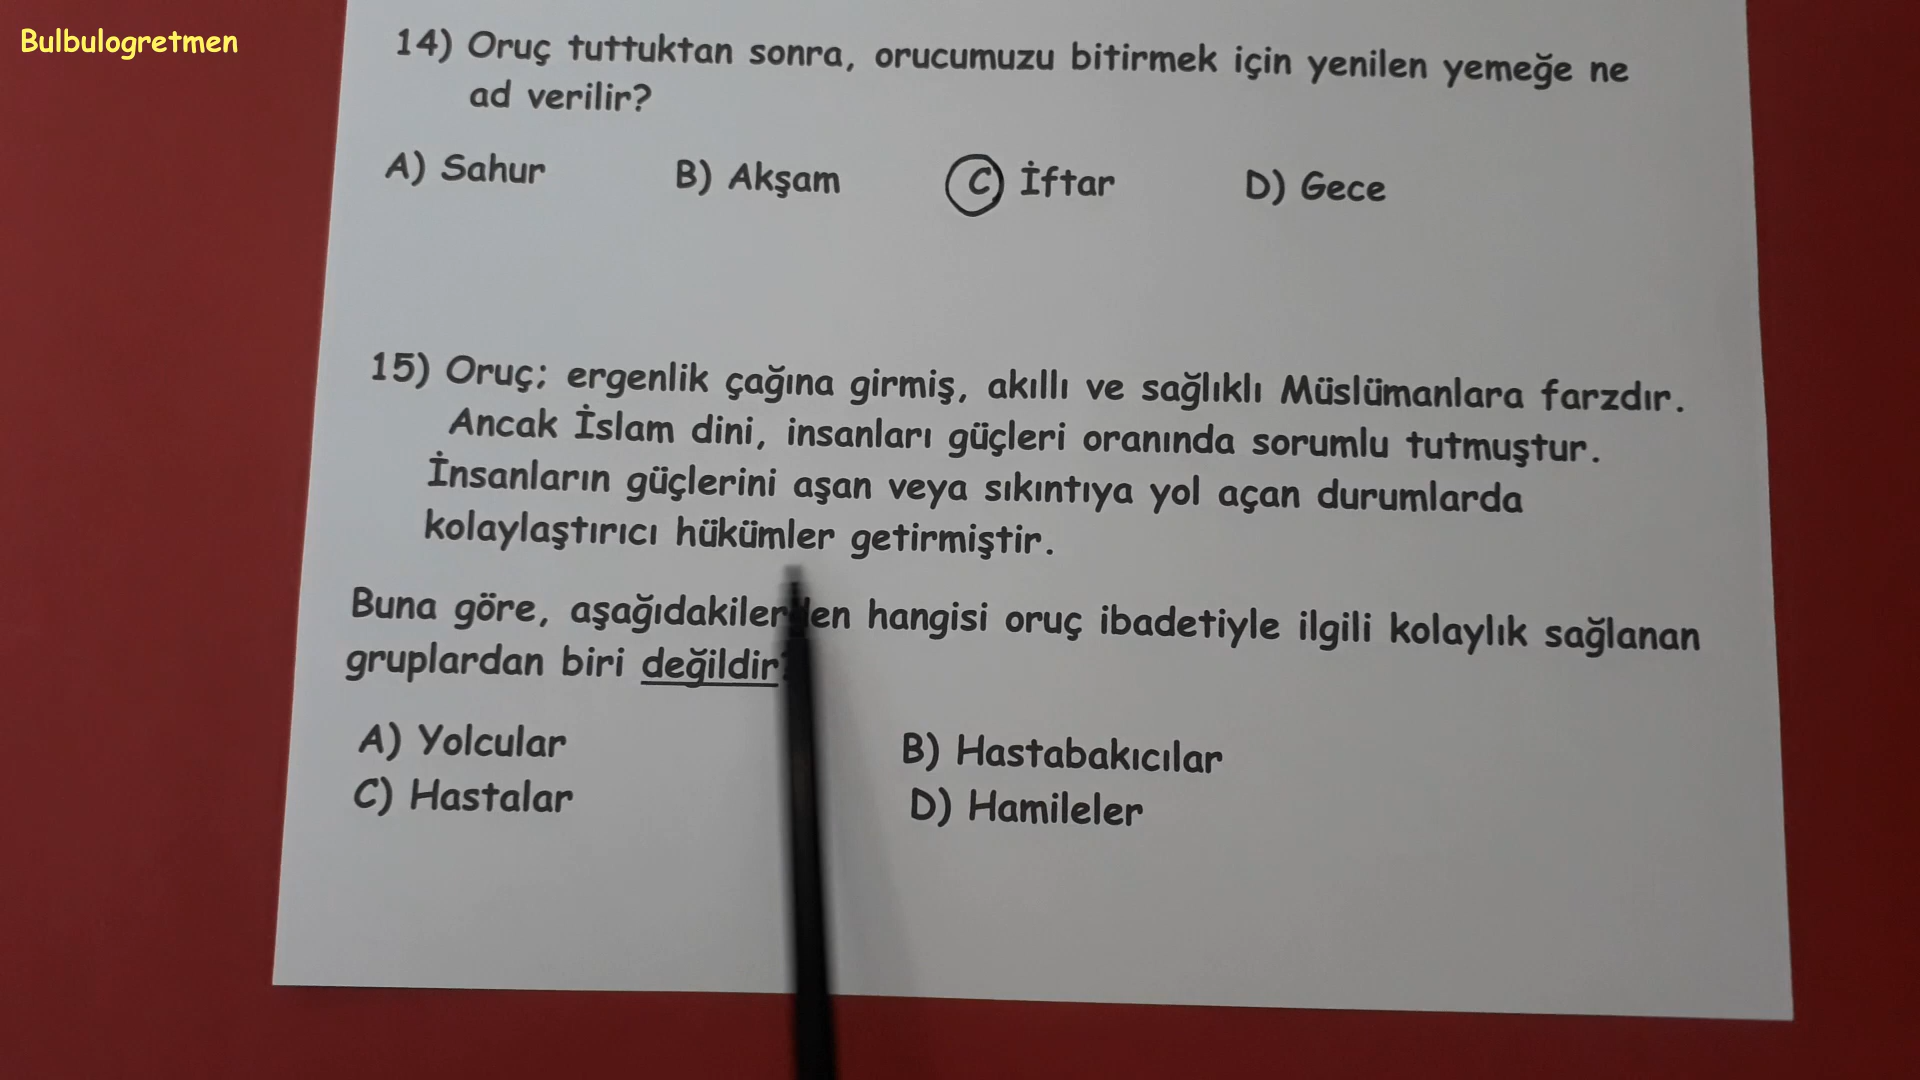 Bulbulogretmen
14) Oruç tuttuktan sonra, orucumuzu bitirmek için yenilen yemeğe ne
ad verilir?
A) Sahur B) Akşam C) İftar D) Gece
15) Oruç; ergenlik çağına girmiş, akıllı ve sağlıklı Müslümanlara farzdır.
Ancak İslam dini, insanları güçleri oranında sorumlu tutmuştur.
İnsanların güçlerini aşan veya sıkıntıya yol açan durumlarda
kolaylaştırıcı hükümler getirmiştir.
Buna göre, aşağıdakilerden hangisi oruç ibadetiyle ilgili kolaylık sağlanan
gruplardan biri değildir?
A) Yolcular B) Hastabakıcılar
C) Hastalar D) Hamileler